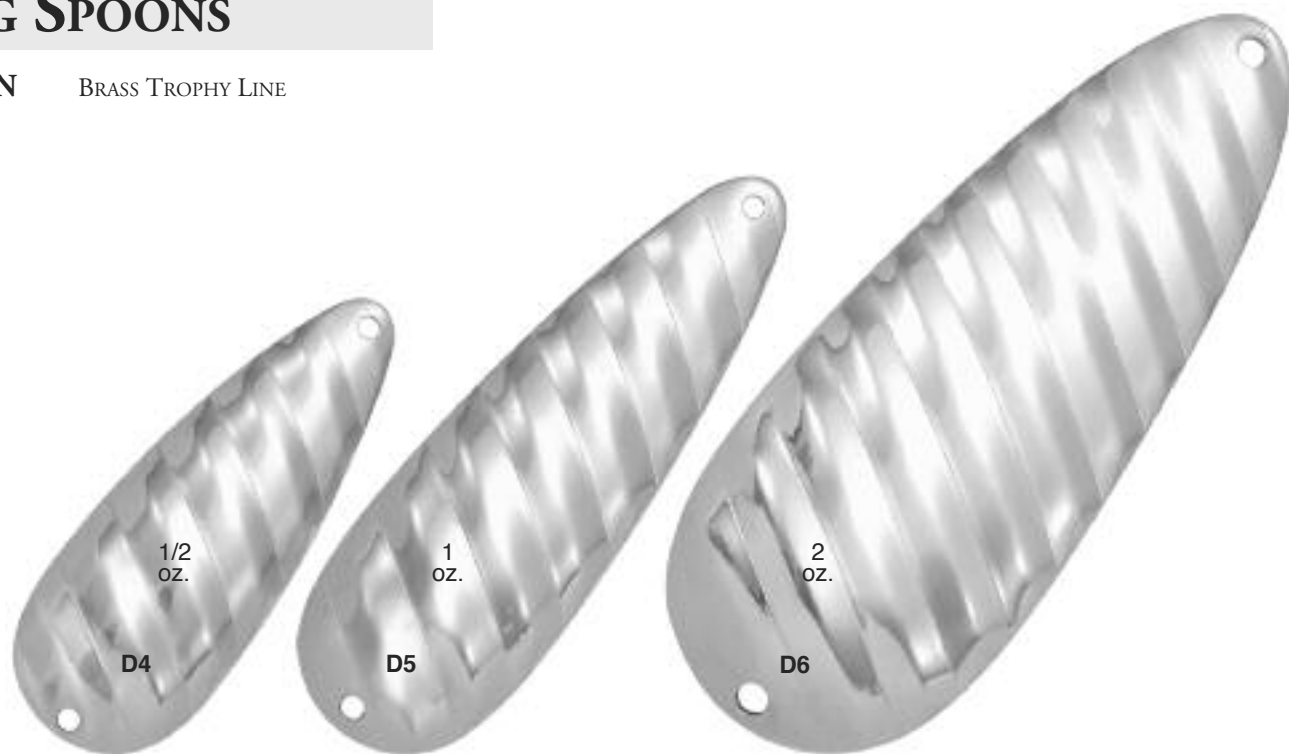 G SPOONS
N BRASS TROPHY LINE
1/2
oz.
D4
1
oz.
D5
2
oz.
D6